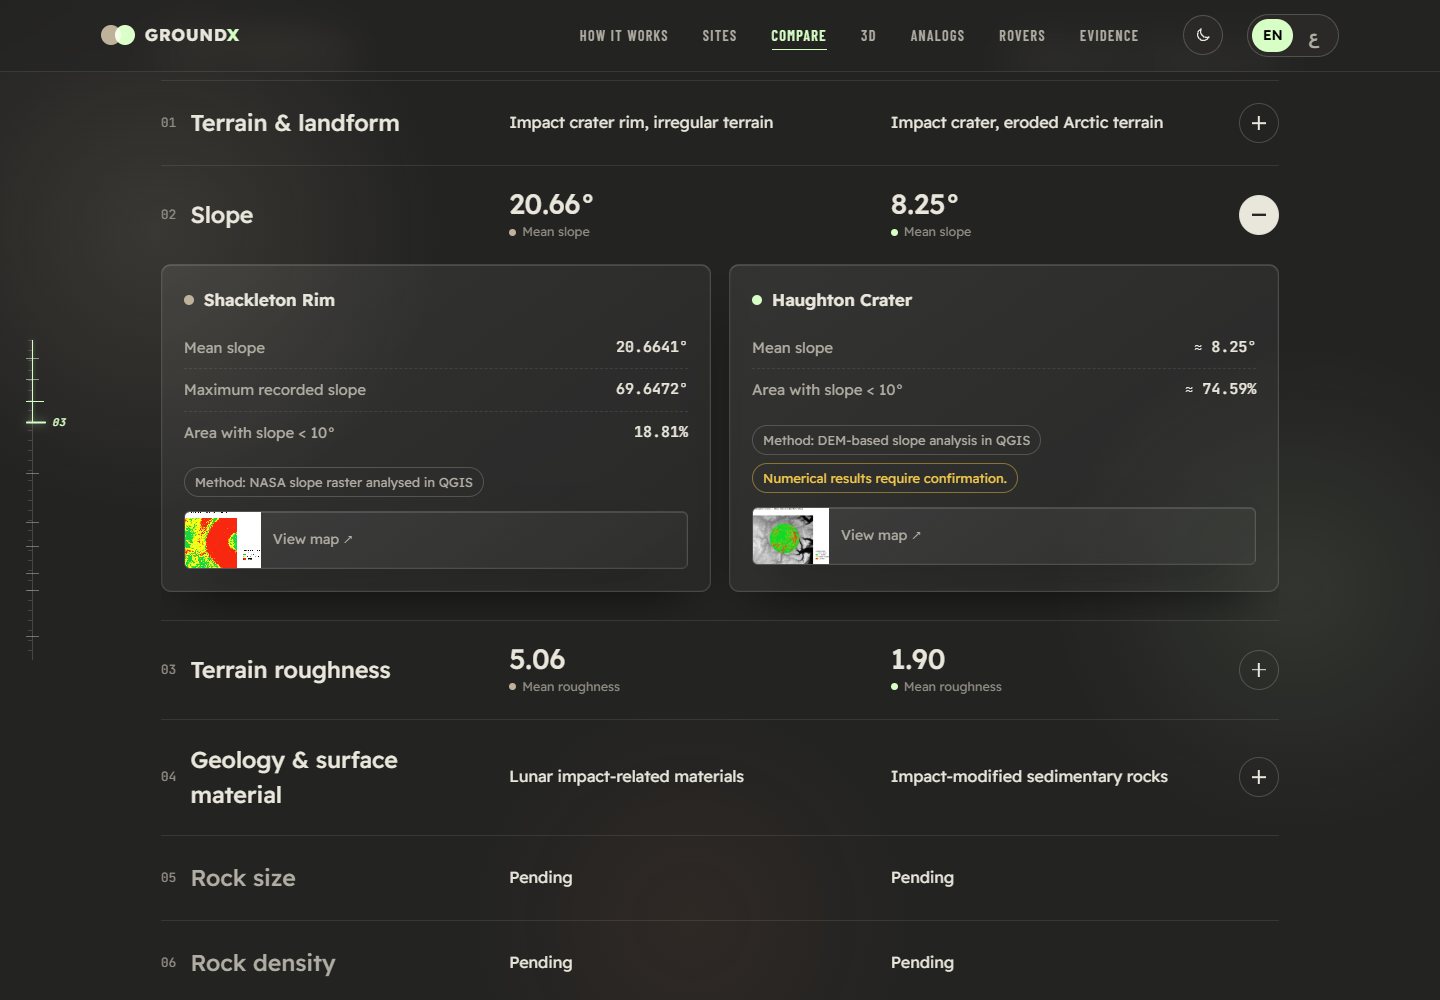 GROUNDX
HOW IT WORKS SITES COMPARE 3D ANALOGS ROVERS EVIDENCE EN ع
01 Terrain & landform Impact crater rim, irregular terrain Impact crater, eroded Arctic terrain +
02 Slope 20.66° 8.25° −
Mean slope Mean slope
Shackleton Rim
Mean slope 20.6641°
Maximum recorded slope 69.6472°
Area with slope < 10° 18.81%
Method: NASA slope raster analysed in QGIS
View map ↗
Haughton Crater
Mean slope ≈ 8.25°
Area with slope < 10° ≈ 74.59%
Method: DEM-based slope analysis in QGIS
Numerical results require confirmation.
View map ↗
03
03 Terrain roughness 5.06 1.90 +
Mean roughness Mean roughness
04 Geology & surface
material Lunar impact-related materials Impact-modified sedimentary rocks +
05 Rock size Pending Pending
06 Rock density Pending Pending